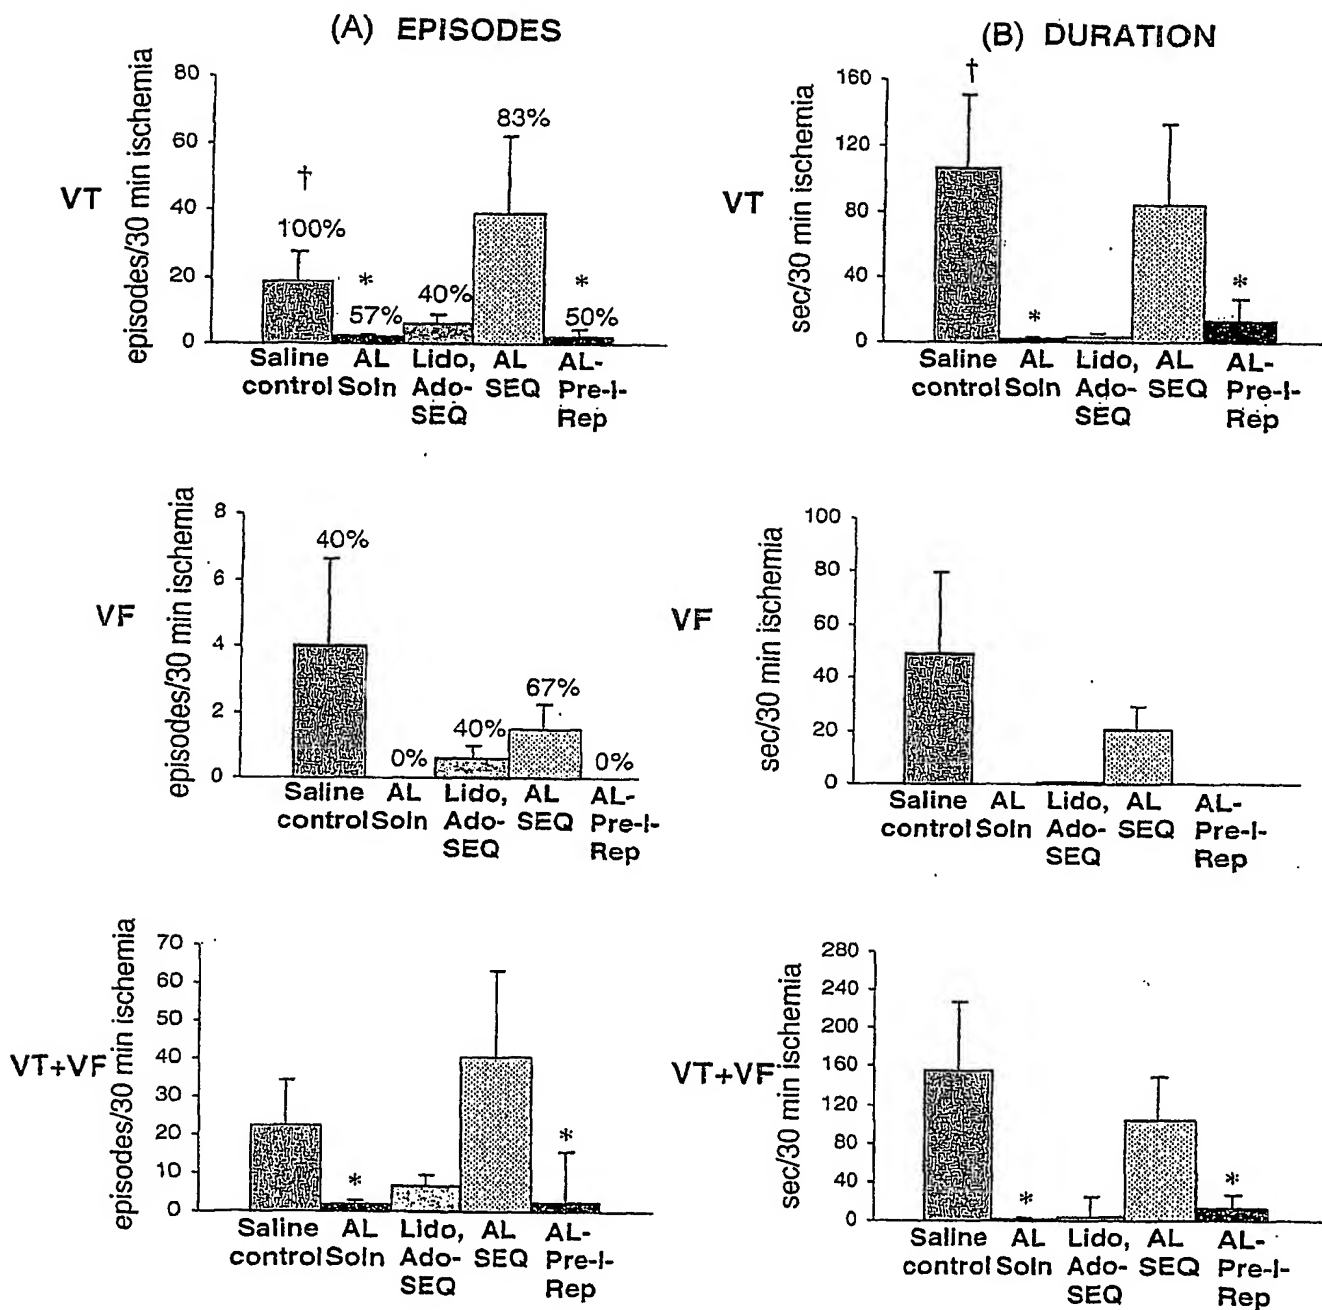 (A) EPISODES
VT
episodes/30 min ischemia
80
60
40
20
0
†
100%
*
57%
40%
83%
*
50%
Saline AL Lido, AL AL-
control Soln Ado- SEQ Pre-I-
SEQ Rep
(B) DURATION
VT
sec/30 min ischemia
160
120
80
40
0
†
*
*
Saline AL Lido, AL AL-
control Soln Ado- SEQ Pre-I-
SEQ Rep
VF
episodes/30 min ischemia
8
6
4
2
0
40%
0%
40%
67%
0%
Saline AL Lido, AL AL-
control Soln Ado- SEQ Pre-I-
SEQ Rep
VF
sec/30 min ischemia
100
80
60
40
20
0
Saline AL Lido, AL AL-
control Soln Ado- SEQ Pre-I-
SEQ Rep
VT+VF
episodes/30 min ischemia
70
60
50
40
30
20
10
0
*
*
Saline AL Lido, AL AL-
control Soln Ado- SEQ Pre-I-
SEQ Rep
VT+VF
sec/30 min ischemia
280
240
200
160
120
80
40
0
*
*
Saline AL Lido, AL AL-
control Soln Ado- SEQ Pre-I-
SEQ Rep